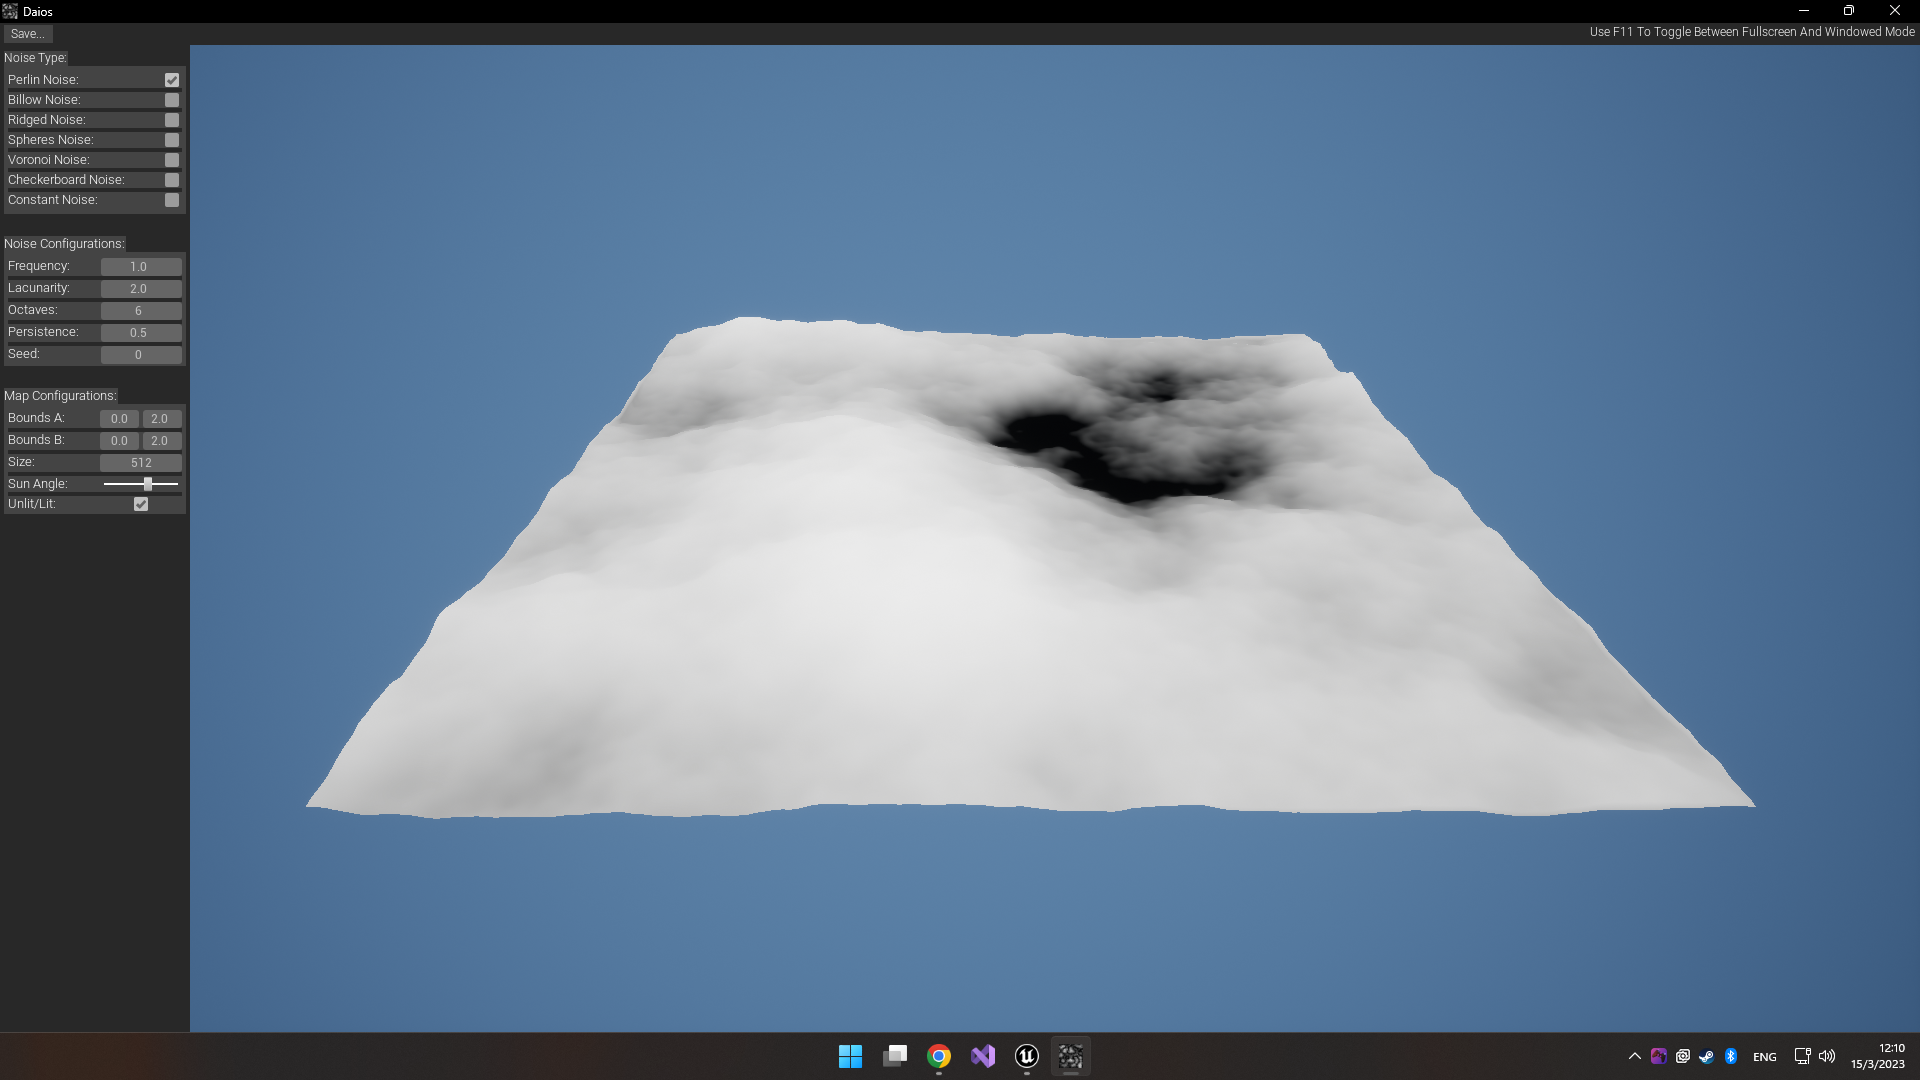 Daios
Save...
Use F11 To Toggle Between Fullscreen And Windowed Mode
Noise Type:
Perlin Noise:
Billow Noise:
Ridged Noise:
Spheres Noise:
Voronoi Noise:
Checkerboard Noise:
Constant Noise:
Noise Configurations:
Frequency: 1.0
Lacunarity: 2.0
Octaves: 6
Persistence: 0.5
Seed: 0
Map Configurations:
Bounds A: 0.0 2.0
Bounds B: 0.0 2.0
Size: 512
Sun Angle:
Unlit/Lit:
ENG
12:10
15/3/2023